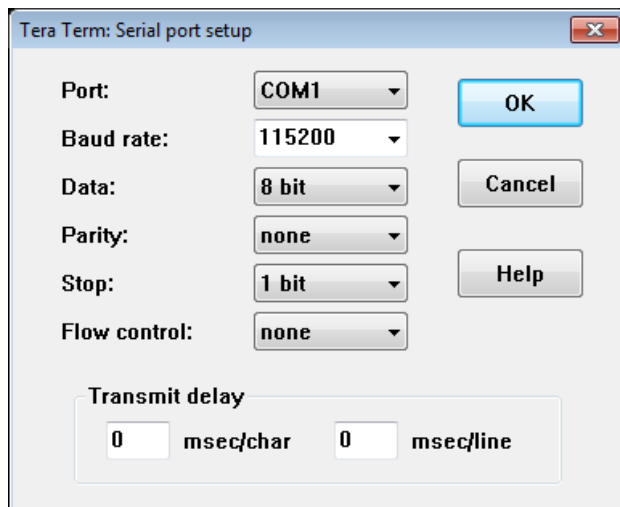 Tera Term: Serial port setup
Port: COM1 OK
Baud rate: 115200
Data: 8 bit Cancel
Parity: none
Stop: 1 bit Help
Flow control: none
Transmit delay
0 msec/char 0 msec/line